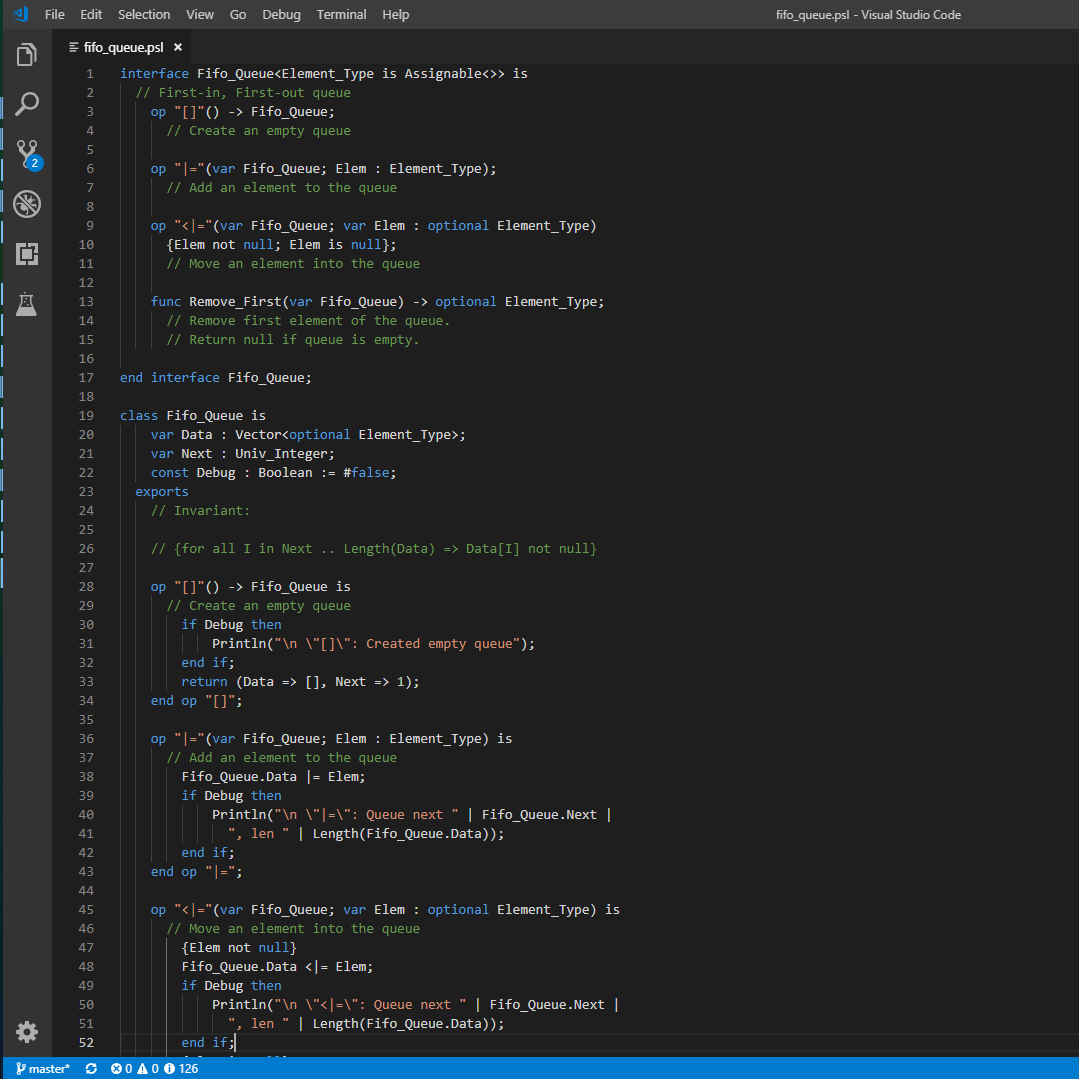 File Edit Selection View Go Debug Terminal Help fifo_queue.psl - Visual Studio Code
fifo_queue.psl ×
1 interface Fifo_Queue<Element_Type is Assignable<>> is
2 // First-in, First-out queue
3 op "[]"() -> Fifo_Queue;
4 // Create an empty queue
5
6 op "|="(var Fifo_Queue; Elem : Element_Type);
7 // Add an element to the queue
8
9 op "<|="(var Fifo_Queue; var Elem : optional Element_Type)
10 {Elem not null; Elem is null};
11 // Move an element into the queue
12
13 func Remove_First(var Fifo_Queue) -> optional Element_Type;
14 // Remove first element of the queue.
15 // Return null if queue is empty.
16
17 end interface Fifo_Queue;
18
19 class Fifo_Queue is
20 var Data : Vector<optional Element_Type>;
21 var Next : Univ_Integer;
22 const Debug : Boolean := #false;
23 exports
24 // Invariant:
25
26 // {for all I in Next .. Length(Data) => Data[I] not null}
27
28 op "[]"() -> Fifo_Queue is
29 // Create an empty queue
30 if Debug then
31 Println("\n \"[]\": Created empty queue");
32 end if;
33 return (Data => [], Next => 1);
34 end op "[]";
35
36 op "|="(var Fifo_Queue; Elem : Element_Type) is
37 // Add an element to the queue
38 Fifo_Queue.Data |= Elem;
39 if Debug then
40 Println("\n \"|=\": Queue next " | Fifo_Queue.Next |
41 ", len " | Length(Fifo_Queue.Data));
42 end if;
43 end op "|=";
44
45 op "<|="(var Fifo_Queue; var Elem : optional Element_Type) is
46 // Move an element into the queue
47 {Elem not null}
48 Fifo_Queue.Data <|= Elem;
49 if Debug then
50 Println("\n \"<|=\": Queue next " | Fifo_Queue.Next |
51 ", len " | Length(Fifo_Queue.Data));
52 end if;
2
master* 0 0 126